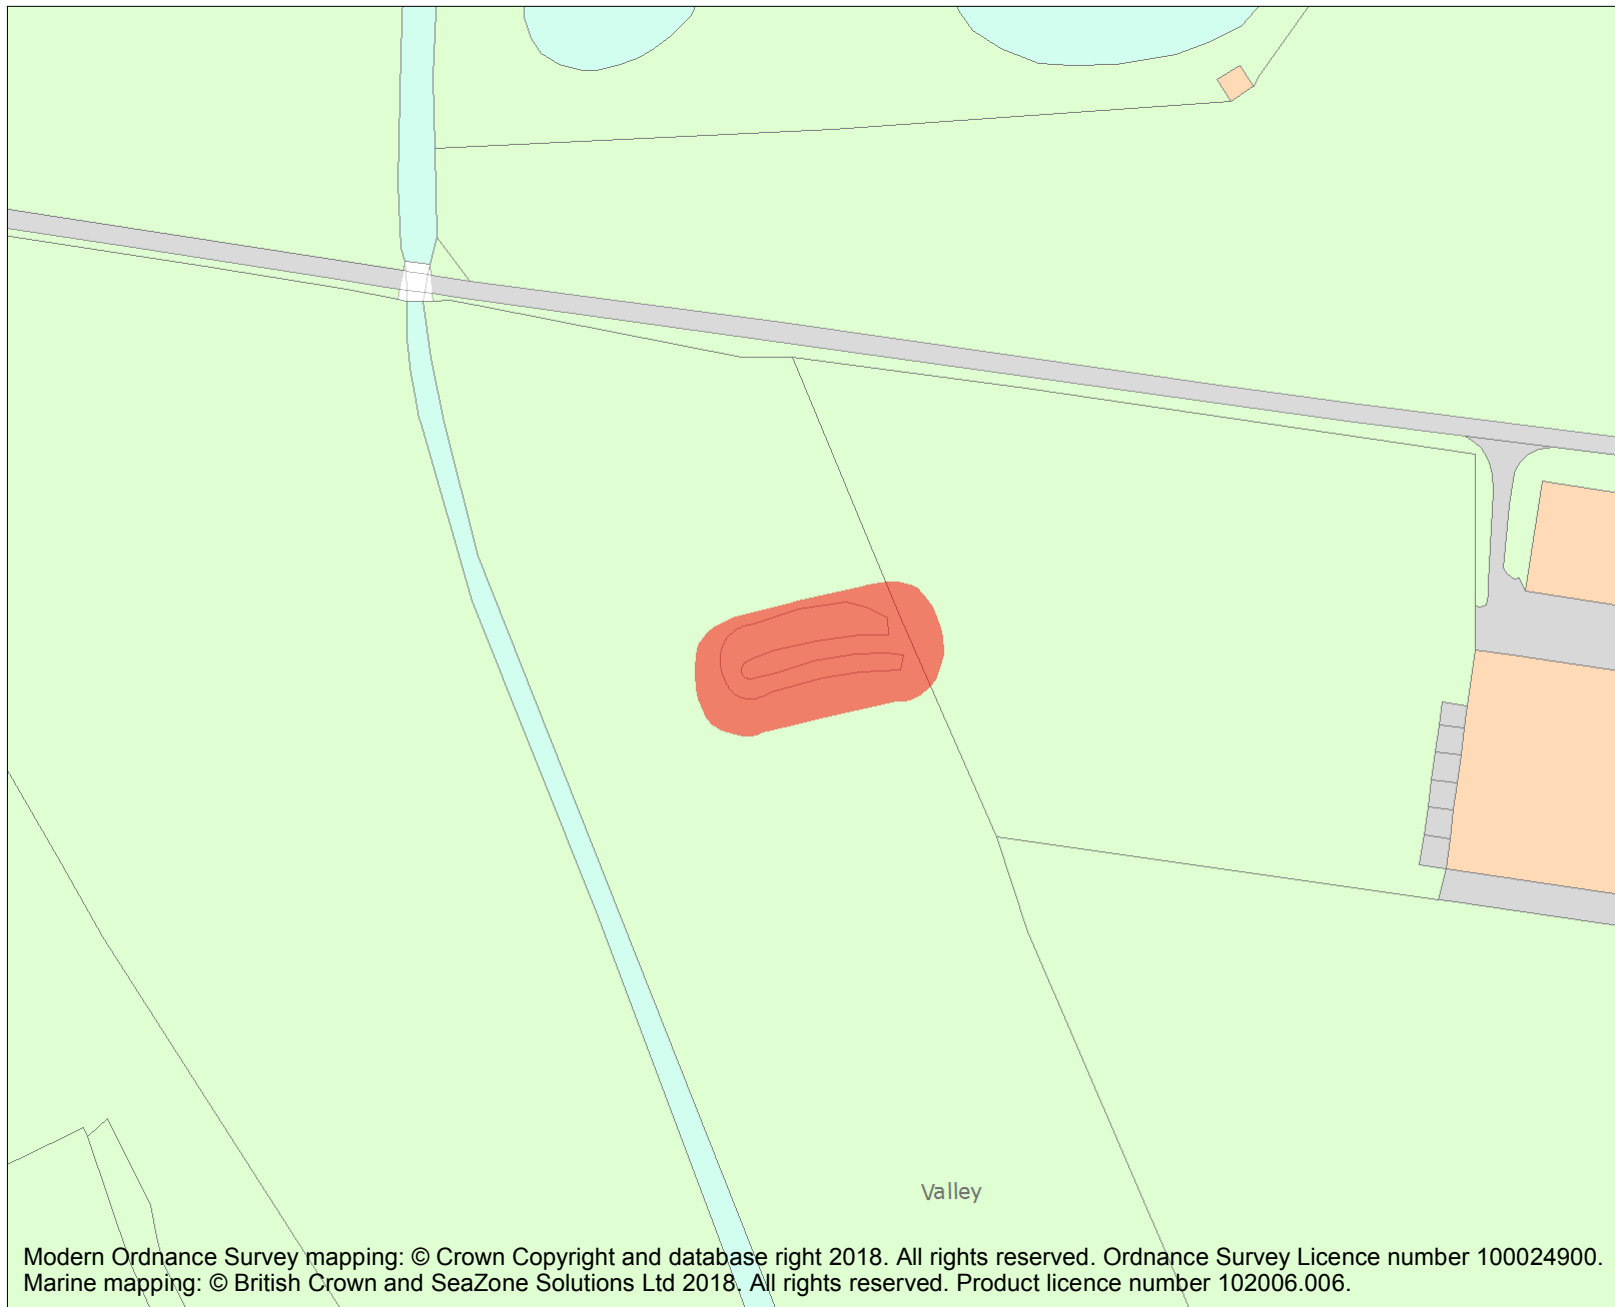 Valley
Modern Ordnance Survey mapping: © Crown Copyright and database right 2018. All rights reserved. Ordnance Survey Licence number 100024900.
Marine mapping: © British Crown and SeaZone Solutions Ltd 2018. All rights reserved. Product licence number 102006.006.